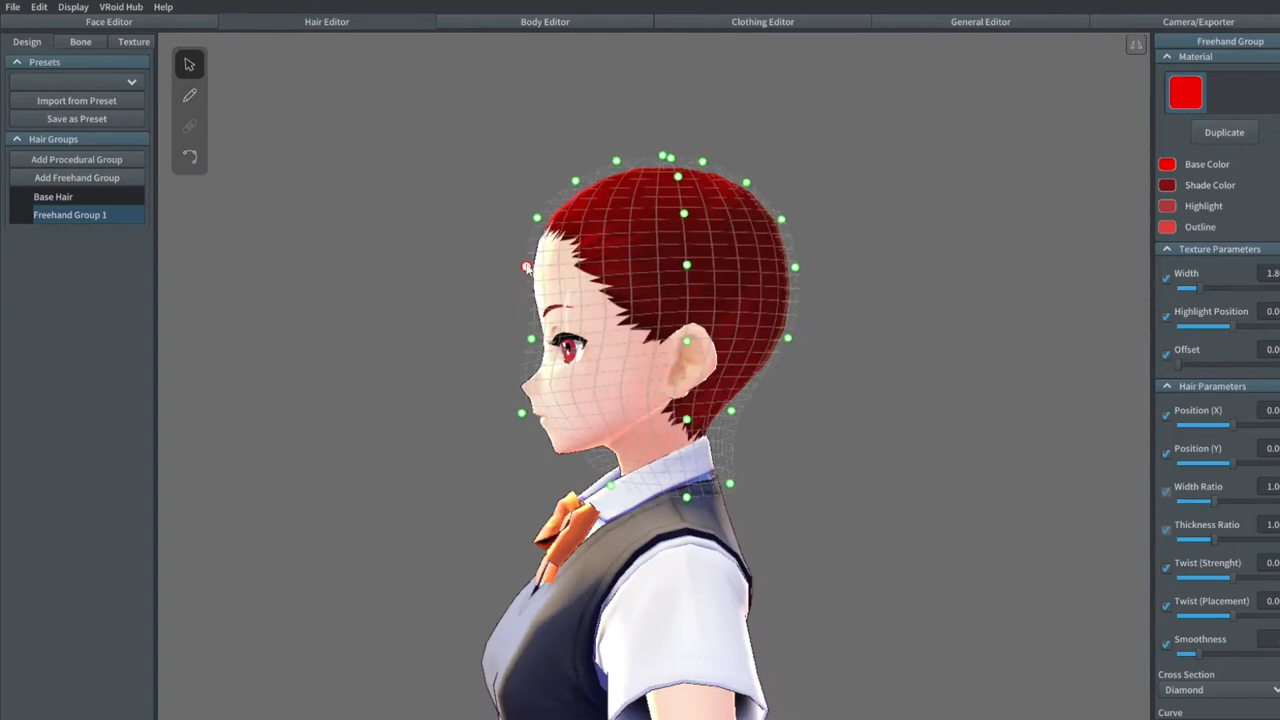 File Edit Display VRoid Hub Help
Face Editor Hair Editor Body Editor Clothing Editor General Editor Camera/Exporter
Design Bone Texture
Presets
Import from Preset
Save as Preset
Hair Groups
Add Procedural Group
Add Freehand Group
Base Hair
Freehand Group 1
Freehand Group
Material
Duplicate
Base Color
Shade Color
Highlight
Outline
Texture Parameters
Width 1.8
Highlight Position 0.0
Offset 0.0
Hair Parameters
Position (X) 0.0
Position (Y) 0.0
Width Ratio 1.0
Thickness Ratio 1.0
Twist (Strenght) 0.0
Twist (Placement) 0.0
Smoothness
Cross Section
Diamond
Curve